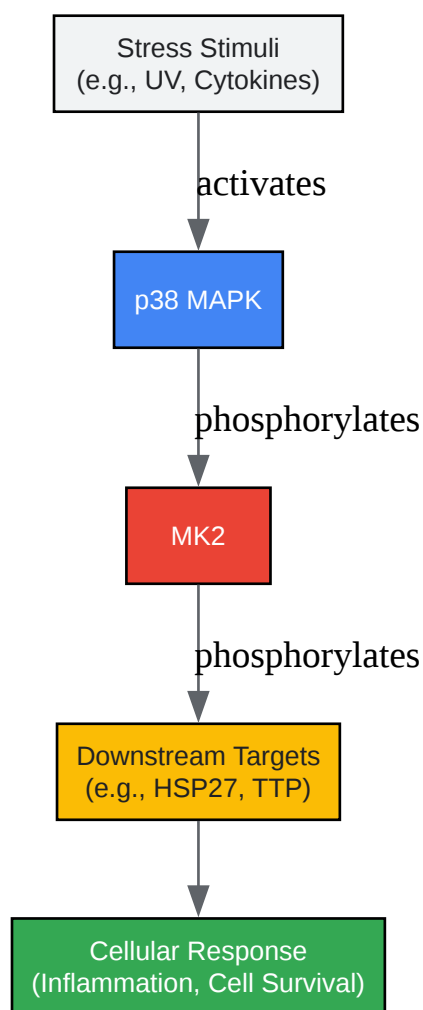 Stress Stimuli
(e.g., UV, Cytokines)
activates
p38 MAPK
phosphorylates
MK2
phosphorylates
Downstream Targets
(e.g., HSP27, TTP)
Cellular Response
(Inflammation, Cell Survival)